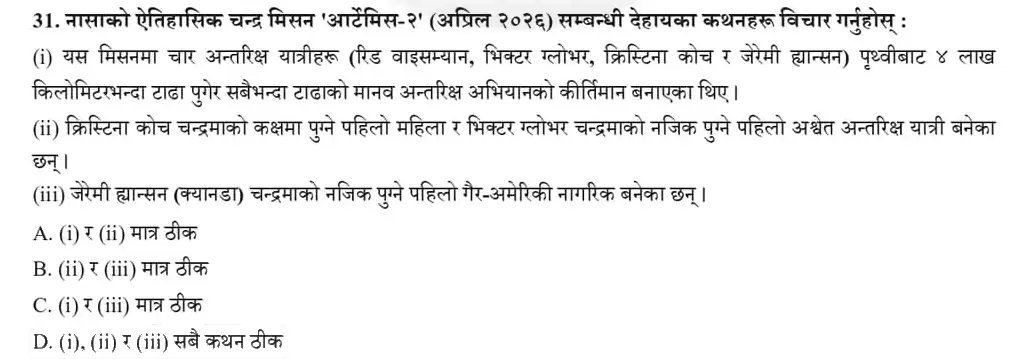 31. नासाको ऐतिहासिक चन्द्र मिसन 'आर्टेमिस-२' (अप्रिल २०२६) सम्बन्धी देहायका कथनहरू विचार गर्नुहोस् :
(i) यस मिसनमा चार अन्तरिक्ष यात्रीहरू (रिड वाइसम्यान, भिक्टर ग्लोभर, क्रिस्टिना कोच र जेरेमी ह्यान्सन) पृथ्वीबाट ४ लाख
किलोमिटरभन्दा टाढा पुगेर सबैभन्दा टाढाको मानव अन्तरिक्ष अभियानको कीर्तिमान बनाएका थिए।
(ii) क्रिस्टिना कोच चन्द्रमाको कक्षमा पुग्ने पहिलो महिला र भिक्टर ग्लोभर चन्द्रमाको नजिक पुग्ने पहिलो अश्वेत अन्तरिक्ष यात्री बनेका
छन्।
(iii) जेरेमी ह्यान्सन (क्यानडा) चन्द्रमाको नजिक पुग्ने पहिलो गैर-अमेरिकी नागरिक बनेका छन्।
A. (i) र (ii) मात्र ठीक
B. (ii) र (iii) मात्र ठीक
C. (i) र (iii) मात्र ठीक
D. (i), (ii) र (iii) सबै कथन ठीक